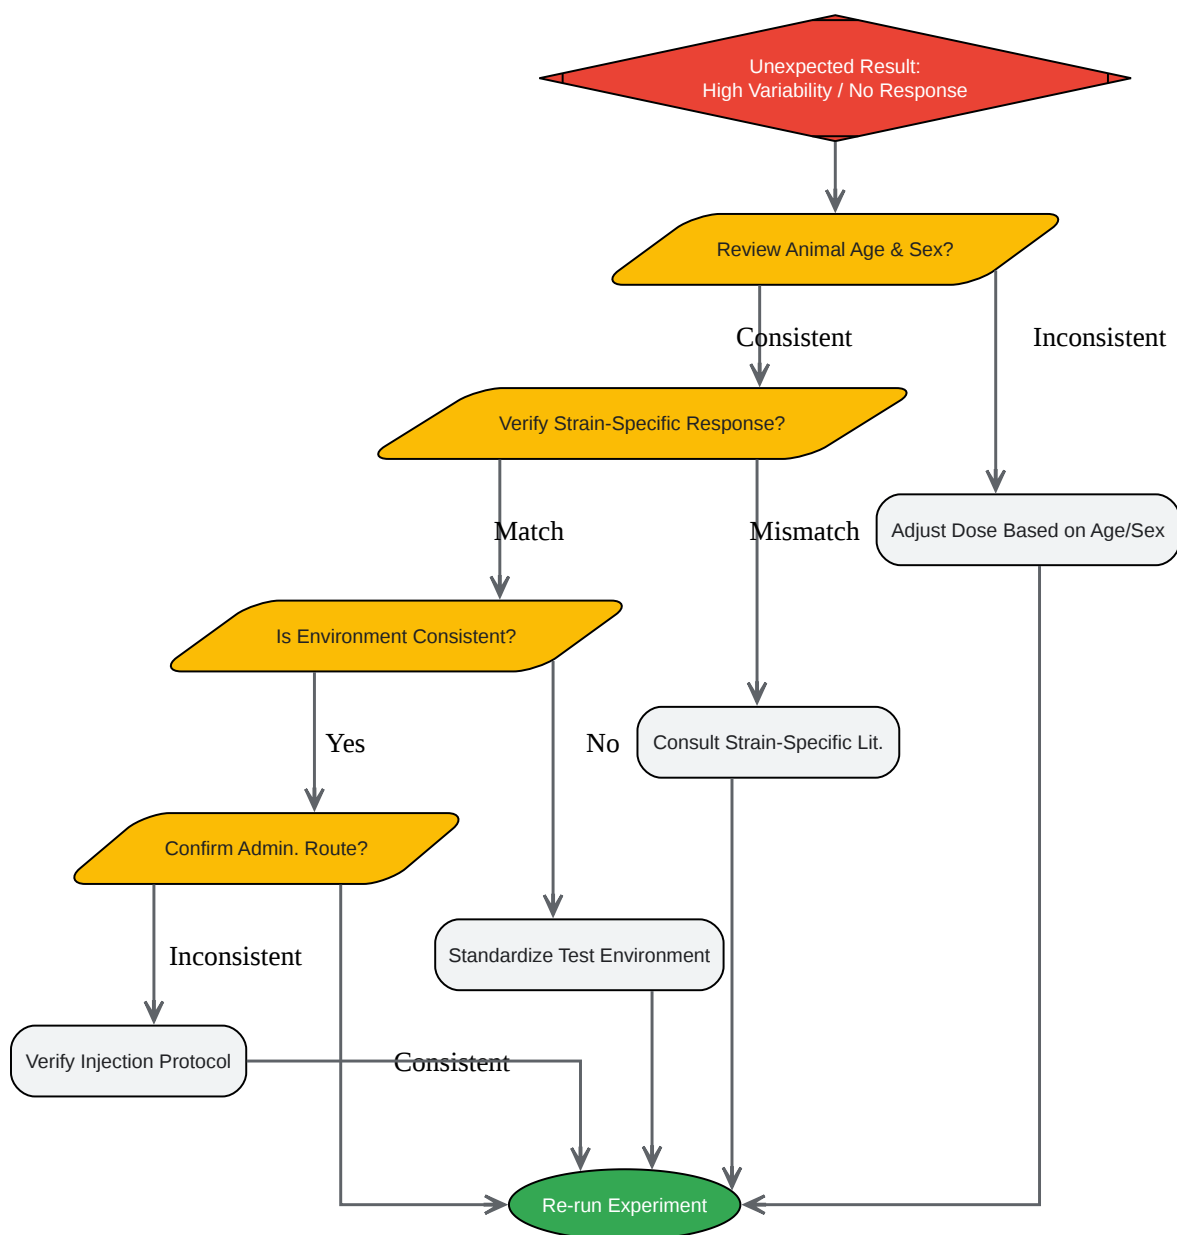 Unexpected Result:
High Variability / No Response
Review Animal Age & Sex?
Consistent
Inconsistent
Verify Strain-Specific Response?
Match
Mismatch
Adjust Dose Based on Age/Sex
Is Environment Consistent?
Yes
No
Consult Strain-Specific Lit.
Confirm Admin. Route?
Inconsistent
Standardize Test Environment
Verify Injection Protocol
Consistent
Re-run Experiment